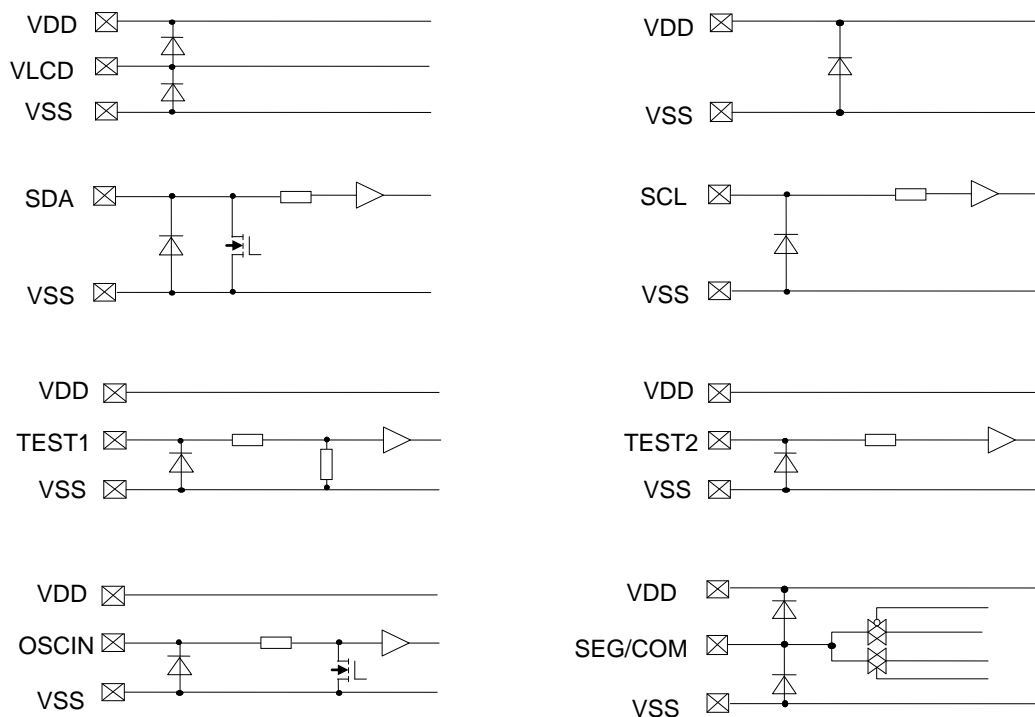 VDD
VLCD
VSS
VDD
VSS
SDA
VSS
SCL
VSS
VDD
TEST1
VSS
VDD
TEST2
VSS
VDD
OSCIN
VSS
VDD
SEG/COM
VSS